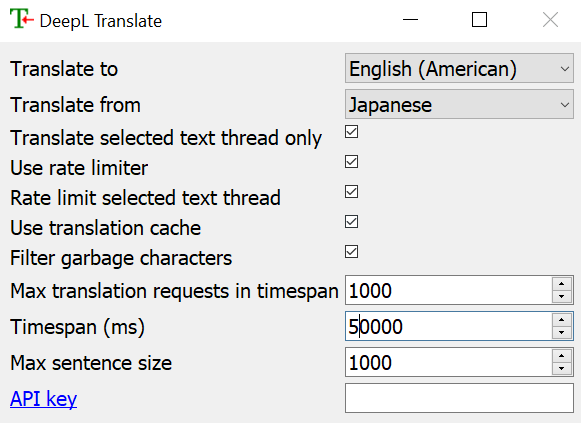 DeepL Translate
Translate to English (American)
Translate from Japanese
Translate selected text thread only
Use rate limiter
Rate limit selected text thread
Use translation cache
Filter garbage characters
Max translation requests in timespan 1000
Timespan (ms) 50000
Max sentence size 1000
API key